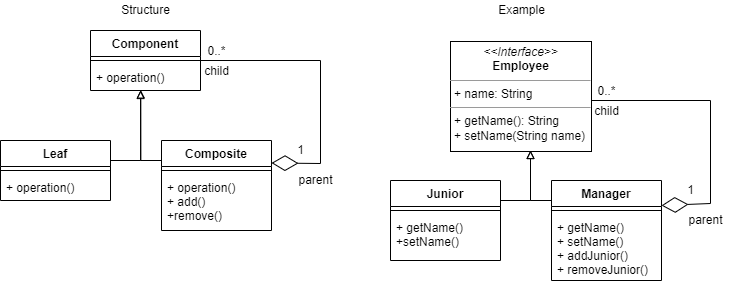 Structure
Component
+ operation()
0..*
child
Leaf
+ operation()
Composite
+ operation()
+ add()
+remove()
1
parent
Example
<<Interface>>
Employee
+ name: String
+ getName(): String
+ setName(String name)
0..*
child
Junior
+ getName()
+setName()
Manager
+ getName()
+ setName()
+ addJunior()
+ removeJunior()
1
parent